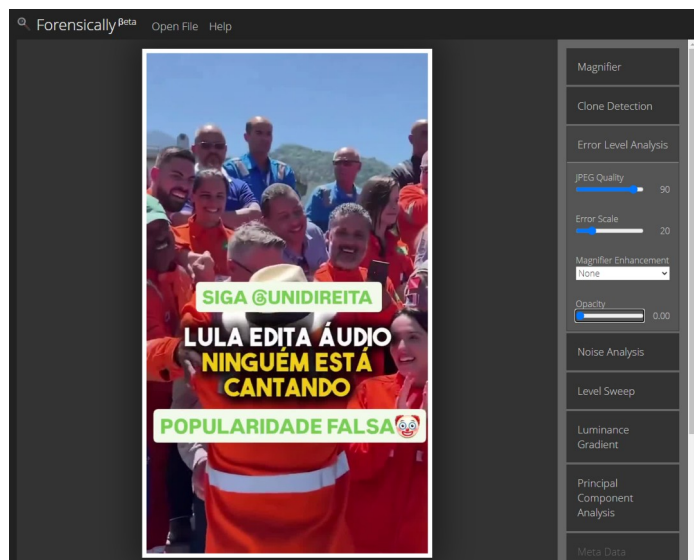 Forensically βeta Open File Help
SIGA @UNIDIREITA
LULA EDITA ÁUDIO
NINGUÉM ESTÁ
CANTANDO
POPULARIDADE FALSA🤡
Magnifier
Clone Detection
Error Level Analysis
JPEG Quality
90
Error Scale
20
Magnifier Enhancement
None
Opacity
0.00
Noise Analysis
Level Sweep
Luminance
Gradient
Principal
Component
Analysis
Meta Data